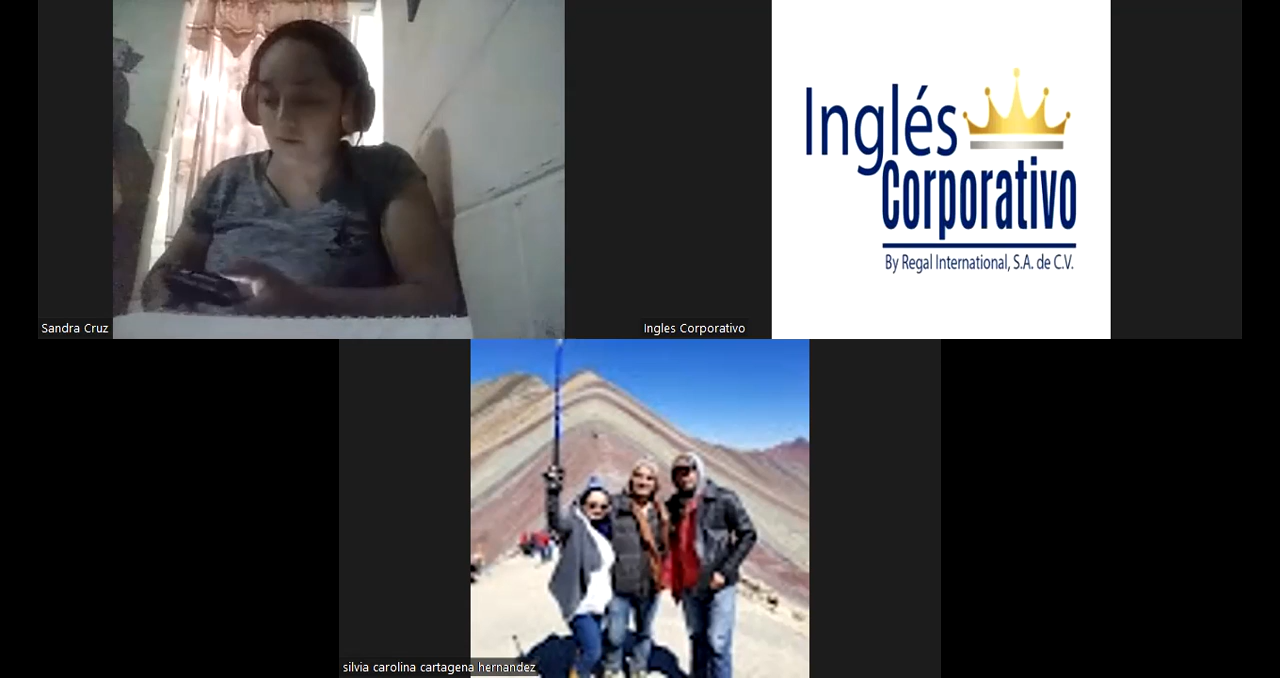 Inglés
Corporativo
By Regal International, S.A. de C.V.
Sandra Cruz
Ingles Corporativo
silvia carolina cartagena hernandez